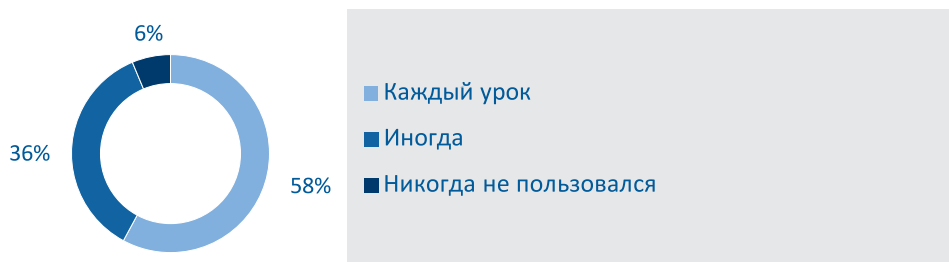 6%
36%
58%
Каждый урок
Иногда
Никогда не пользовался